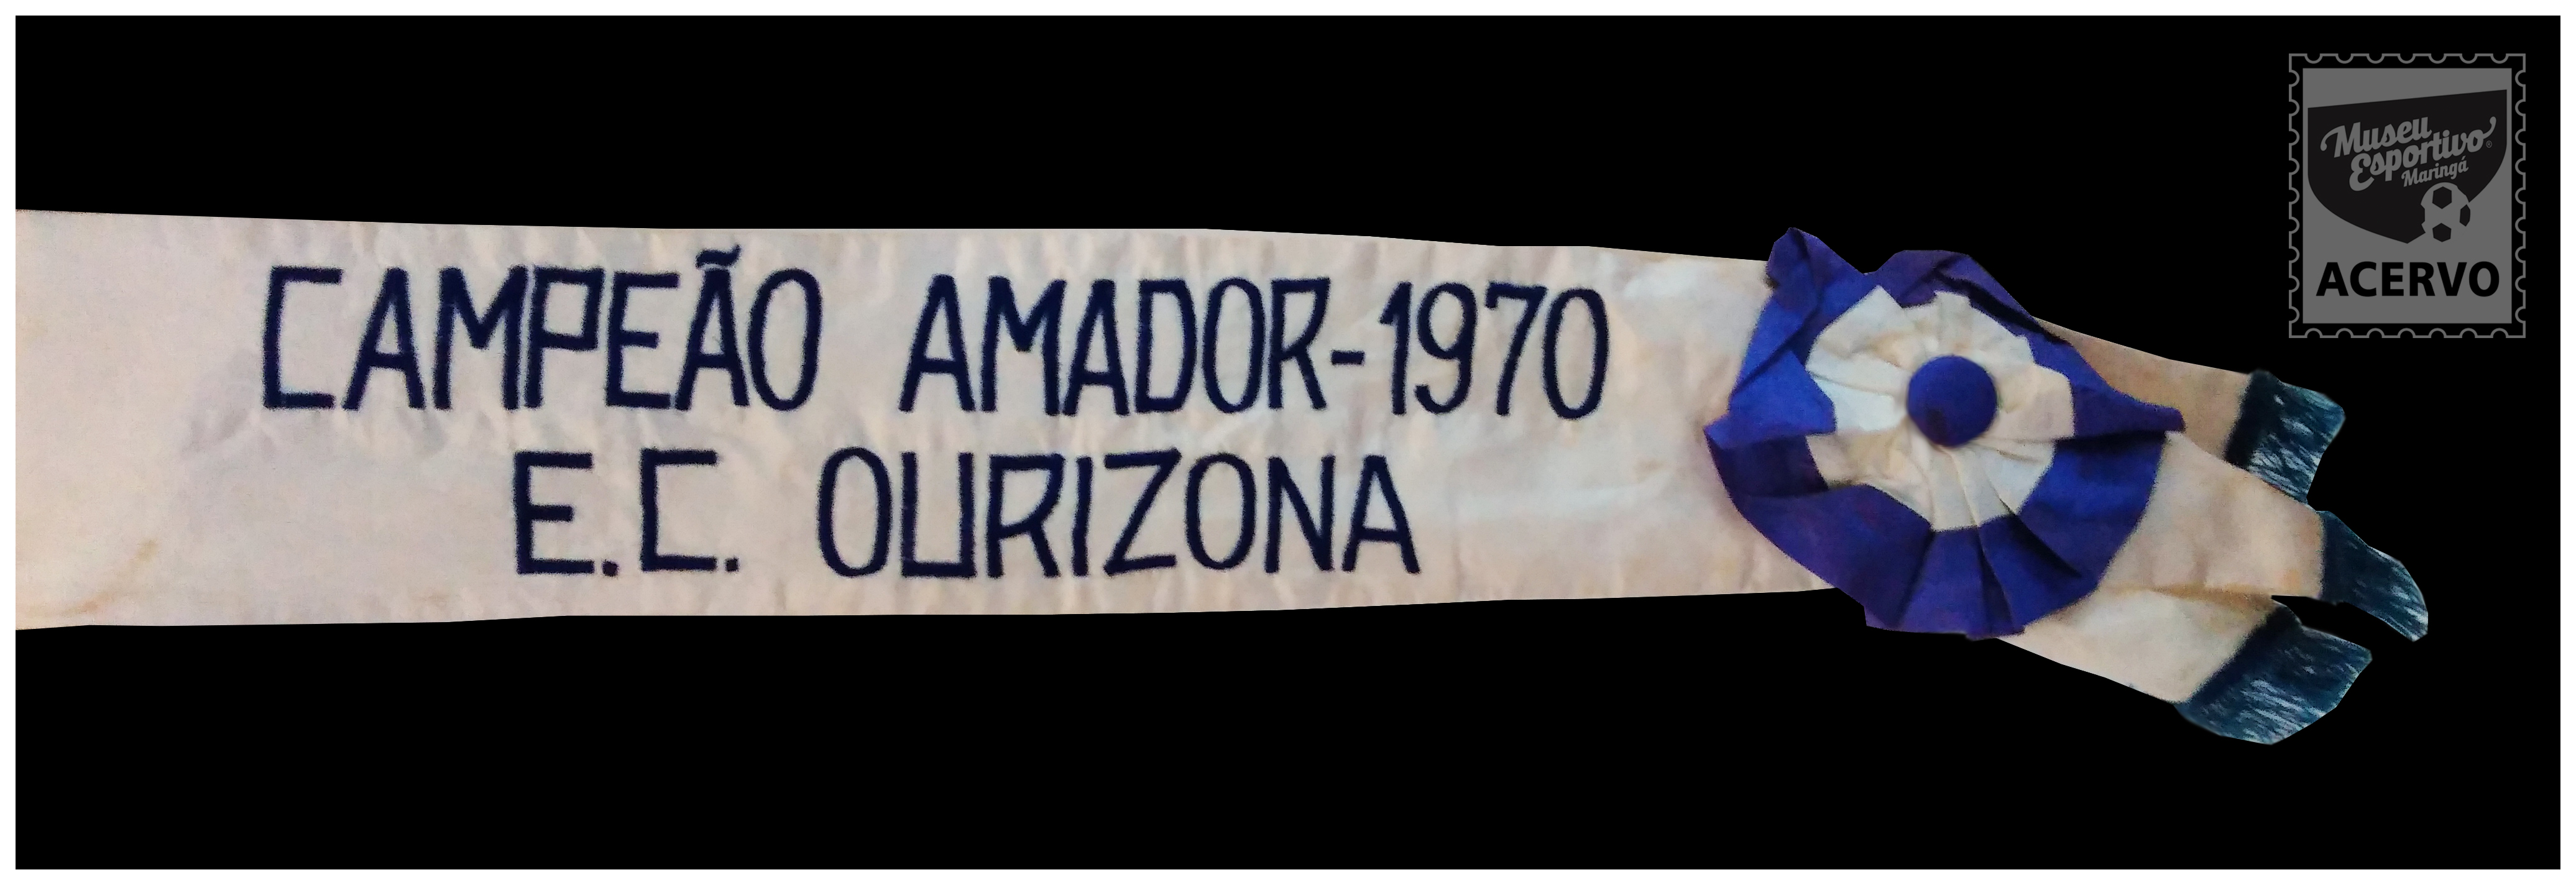 CAMPEÃO AMADOR-1970
E.C. OURIZONA
Museu
Esportivo®
Maringá
ACERVO